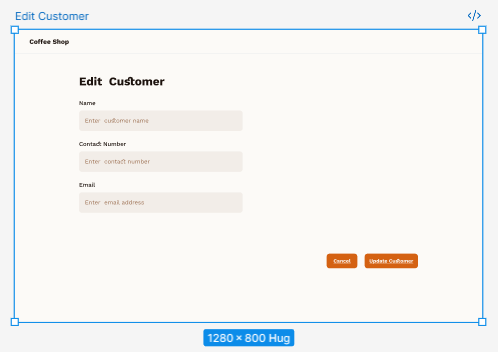 Edit Customer
</>
Coffee Shop
Edit Customer
Name
Enter customer name
Contact Number
Enter contact number
Email
Enter email address
Cancel Update Customer
1280 × 800 Hug